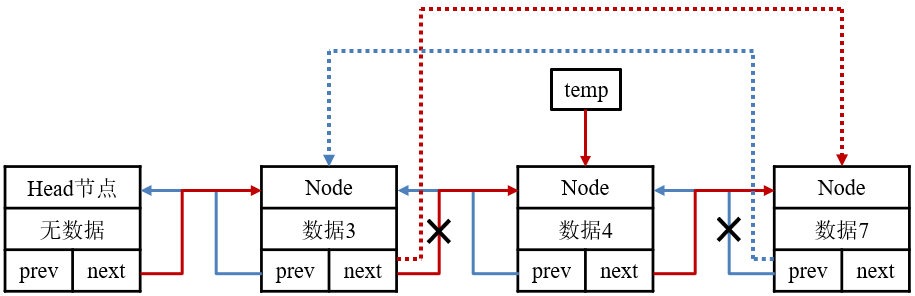 temp
Head节点
无数据
prev next
Node
数据3
prev next
Node
数据4
prev next
Node
数据7
prev next